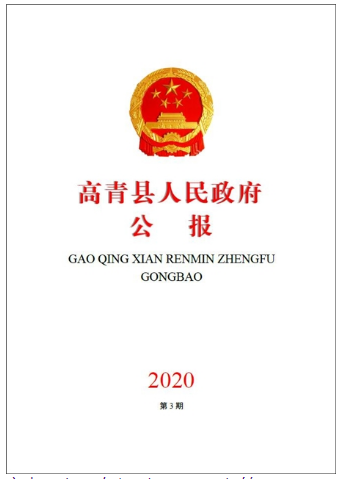 高青县人民政府
公 报
GAO QING XIAN RENMIN ZHENGFU
GONGBAO
2020
第 3 期